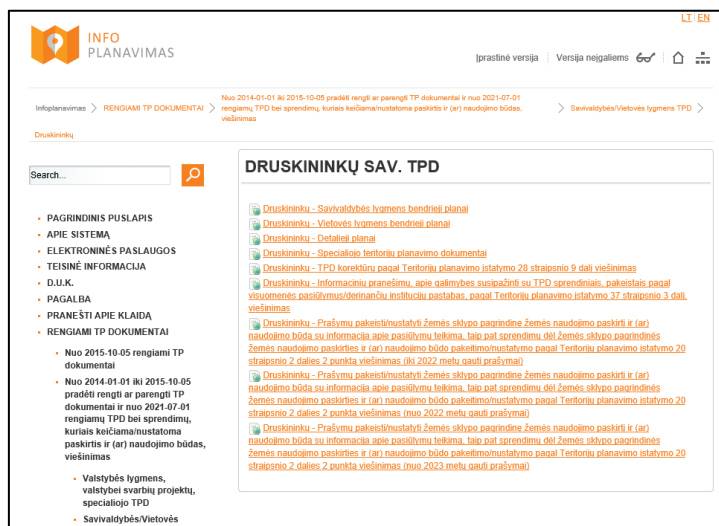 LT EN
INFO
PLANAVIMAS
Įprastinė versija Versija neįgaliems
Infoplanavimas > RENGIAMI TP DOKUMENTAI > Nuo 2014-01-01 iki 2015-10-05 pradėti rengti ar parengti TP dokumentai ir nuo 2021-07-01
rengiamų TPD bei sprendimų, kuriais keičiama/nustatoma paskirtis ir (ar) naudojimo būdas,
viešinimas > Savivaldybės/Vietovės lygmens TPD >
Druskininkų
Search...
DRUSKININKŲ SAV. TPD
Druskininkų - Savivaldybės lygmens bendrieji planai
Druskininkų - Vietovės lygmens bendrieji planai
Druskininkų - Detalieji planai
Druskininkų - Specialiojo teritorijų planavimo dokumentai
Druskininkų - TPD korektūrų pagal Teritorijų planavimo įstatymo 28 straipsnio 9 dalį viešinimas
Druskininkų - Informacinių pranešimų, apie galimybes susipažinti su TPD sprendiniais, pakeistais pagal
visuomenės pasiūlymus/derinančių institucijų pastabas, pagal Teritorijų planavimo įstatymo 37 straipsnio 3 dalį,
viešinimas
Druskininkų - Prašymų pakeisti/nustatyti žemės sklypo pagrindinę žemės naudojimo paskirtį ir (ar)
naudojimo būdą su informacija apie pasiūlymų teikimą, taip pat sprendimų dėl žemės sklypo pagrindinės
žemės naudojimo paskirties ir (ar) naudojimo būdo pakeitimo/nustatymo pagal Teritorijų planavimo įstatymo 20
straipsnio 2 dalies 2 punktą viešinimas (iki 2022 metų gauti prašymai)
Druskininkų - Prašymų pakeisti/nustatyti žemės sklypo pagrindinę žemės naudojimo paskirtį ir (ar)
naudojimo būdą su informacija apie pasiūlymų teikimą, taip pat sprendimų dėl žemės sklypo pagrindinės
žemės naudojimo paskirties ir (ar) naudojimo būdo pakeitimo/nustatymo pagal Teritorijų planavimo įstatymo 20
straipsnio 2 dalies 2 punktą viešinimas (nuo 2022 metų gauti prašymai)
Druskininkų - Prašymų pakeisti/nustatyti žemės sklypo pagrindinę žemės naudojimo paskirtį ir (ar)
naudojimo būdą su informacija apie pasiūlymų teikimą, taip pat sprendimų dėl žemės sklypo pagrindinės
žemės naudojimo paskirties ir (ar) naudojimo būdo pakeitimo/nustatymo pagal Teritorijų planavimo įstatymo 20
straipsnio 2 dalies 2 punktą viešinimas (nuo 2023 metų gauti prašymai)
PAGRINDINIS PUSLAPIS
APIE SISTEMĄ
ELEKTRONINĖS PASLAUGOS
TEISINĖ INFORMACIJA
D.U.K.
PAGALBA
PRANEŠTI APIE KLAIDĄ
RENGIAMI TP DOKUMENTAI
Nuo 2015-10-05 rengiami TP
dokumentai
Nuo 2014-01-01 iki 2015-10-05
pradėti rengti ar parengti TP
dokumentai ir nuo 2021-07-01
rengiamų TPD bei sprendimų,
kuriais keičiama/nustatoma
paskirtis ir (ar) naudojimo būdas,
viešinimas
Valstybės lygmens,
valstybei svarbių projektų,
specialiojo TPD
Savivaldybės/Vietovės